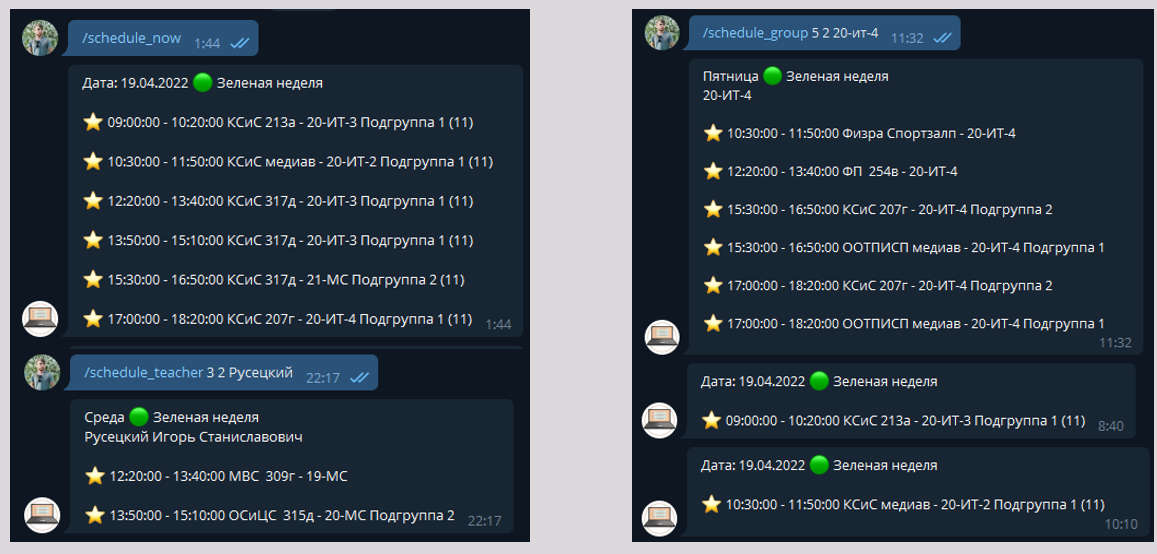 /schedule_now 1:44
Дата: 19.04.2022 🟢 Зеленая неделя
⭐ 09:00:00 - 10:20:00 КСиС 213а - 20-ИТ-3 Подгруппа 1 (11)
⭐ 10:30:00 - 11:50:00 КСиС медиав - 20-ИТ-2 Подгруппа 1 (11)
⭐ 12:20:00 - 13:40:00 КСиС 317д - 20-ИТ-3 Подгруппа 1 (11)
⭐ 13:50:00 - 15:10:00 КСиС 317д - 20-ИТ-3 Подгруппа 1 (11)
⭐ 15:30:00 - 16:50:00 КСиС 317д - 21-МС Подгруппа 2 (11)
⭐ 17:00:00 - 18:20:00 КСиС 207г - 20-ИТ-4 Подгруппа 1 (11) 1:44
/schedule_teacher 3 2 Русецкий 22:17
Среда 🟢 Зеленая неделя
Русецкий Игорь Станиславович
⭐ 12:20:00 - 13:40:00 МВС 309г - 19-МС
⭐ 13:50:00 - 15:10:00 ОСиЦС 315д - 20-МС Подгруппа 2 22:17
/schedule_group 5 2 20-ит-4 11:32
Пятница 🟢 Зеленая неделя
20-ИТ-4
⭐ 10:30:00 - 11:50:00 Физра Спортзалп - 20-ИТ-4
⭐ 12:20:00 - 13:40:00 ФП 254в - 20-ИТ-4
⭐ 15:30:00 - 16:50:00 КСиС 207г - 20-ИТ-4 Подгруппа 2
⭐ 15:30:00 - 16:50:00 ООТПИСП медиав - 20-ИТ-4 Подгруппа 1
⭐ 17:00:00 - 18:20:00 КСиС 207г - 20-ИТ-4 Подгруппа 2
⭐ 17:00:00 - 18:20:00 ООТПИСП медиав - 20-ИТ-4 Подгруппа 1
11:32
Дата: 19.04.2022 🟢 Зеленая неделя
⭐ 09:00:00 - 10:20:00 КСиС 213а - 20-ИТ-3 Подгруппа 1 (11) 8:40
Дата: 19.04.2022 🟢 Зеленая неделя
⭐ 10:30:00 - 11:50:00 КСиС медиав - 20-ИТ-2 Подгруппа 1 (11)
10:10